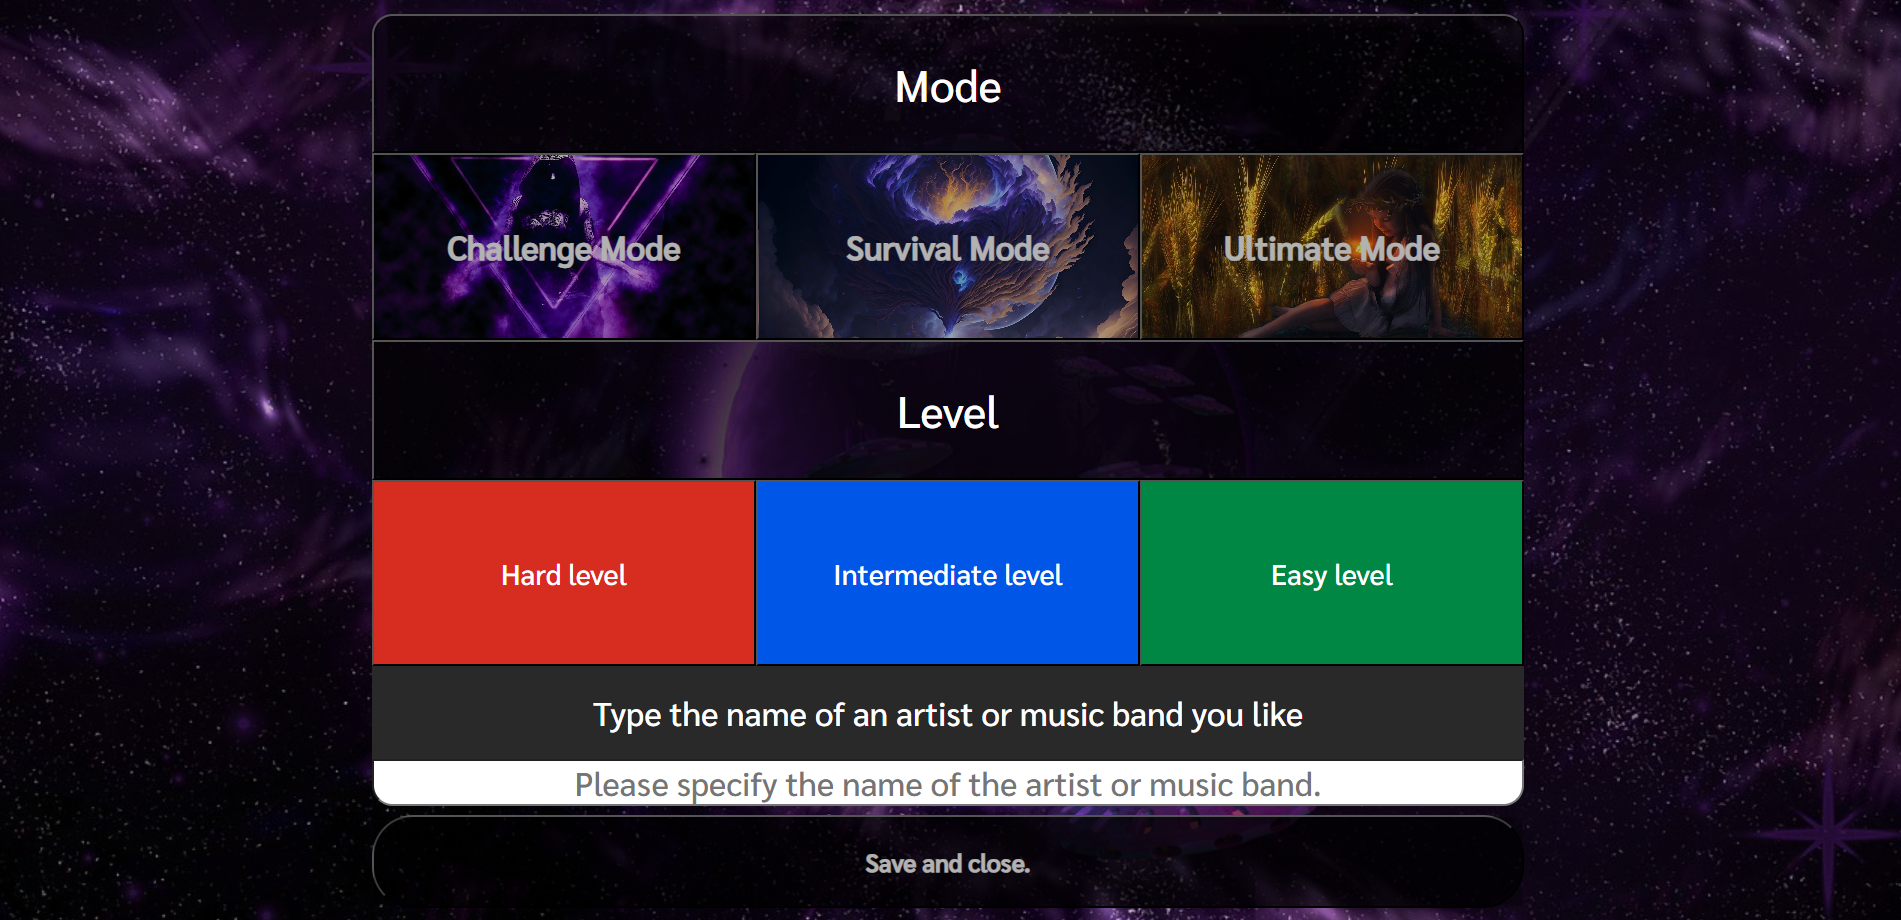 Mode
Challenge Mode
Survival Mode
Ultimate Mode
Level
Hard level
Intermediate level
Easy level
Type the name of an artist or music band you like
Please specify the name of the artist or music band.
Save and close.